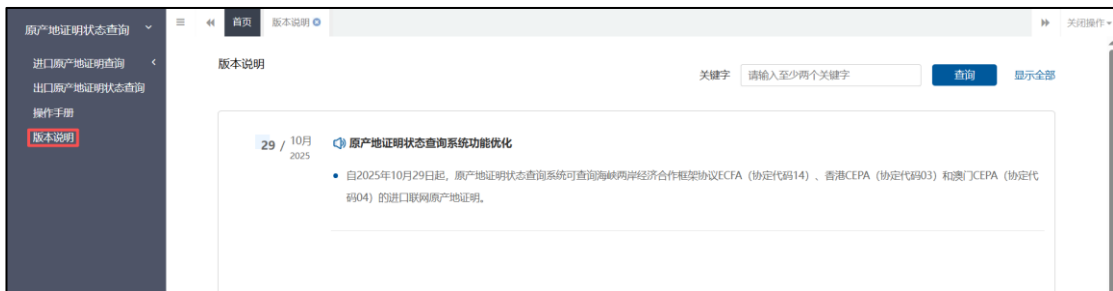 原产地证明状态查询
进口原产地证明查询
出口原产地证明状态查询
操作手册
版本说明
首页 版本说明
关闭操作
版本说明
关键字 请输入至少两个关键字 查询 显示全部
29 / 10月
2025
原产地证明状态查询系统功能优化
自2025年10月29日起，原产地证明状态查询系统可查询海峡两岸经济合作框架协议ECFA（协定代码14）、香港CEPA（协定代码03）和澳门CEPA（协定代
码04）的进口联网原产地证明。